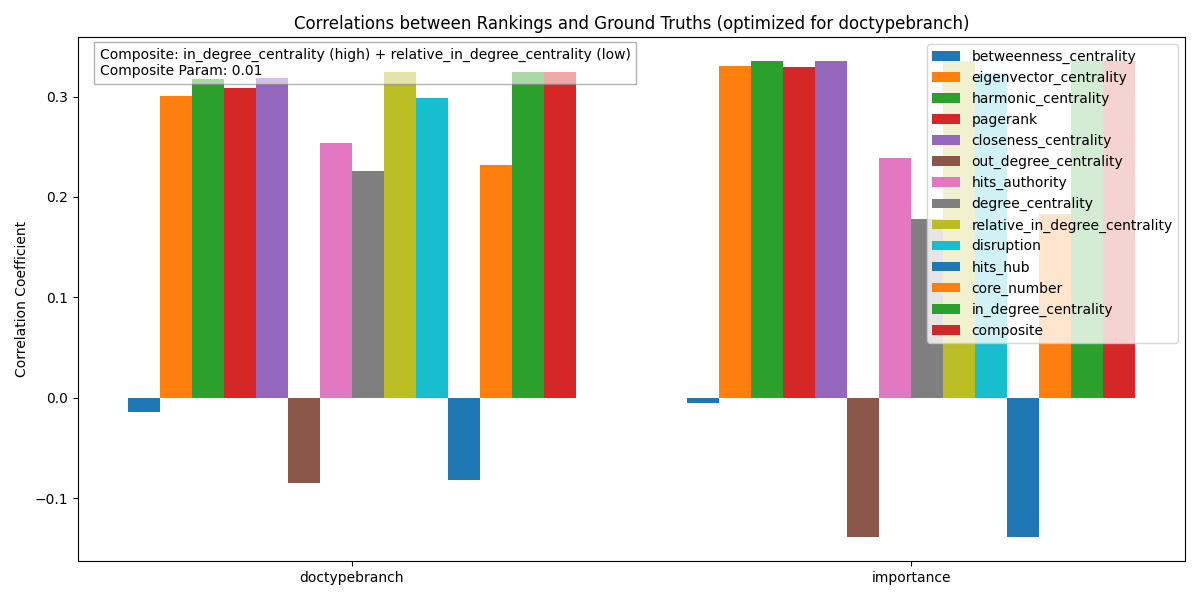 Correlations between Rankings and Ground Truths (optimized for doctypebranch)
Composite: in_degree_centrality (high) + relative_in_degree_centrality (low)
Composite Param: 0.01
betweenness_centrality
eigenvector_centrality
harmonic_centrality
pagerank
closeness_centrality
out_degree_centrality
hits_authority
degree_centrality
relative_in_degree_centrality
disruption
hits_hub
core_number
in_degree_centrality
composite
Correlation Coefficient
0.3
0.2
0.1
0.0
−0.1
doctypebranch
importance